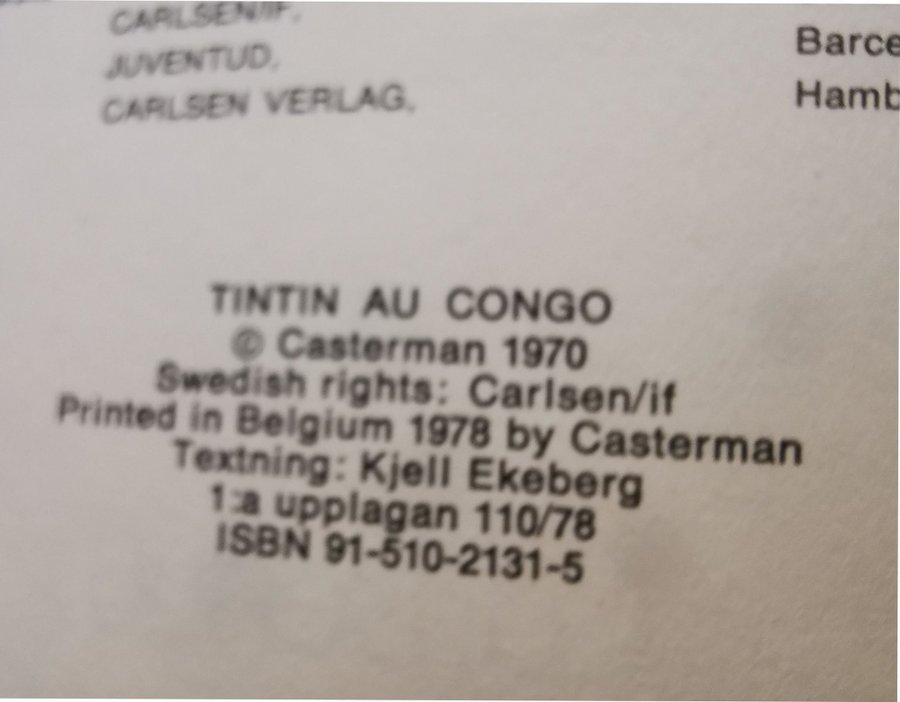 CARLSEN/IF,
JUVENTUD, Barce
CARLSEN VERLAG, Hamb
TINTIN AU CONGO
© Casterman 1970
Swedish rights: Carlsen/if
Printed in Belgium 1978 by Casterman
Textning: Kjell Ekeberg
1:a upplagan 110/78
ISBN 91-510-2131-5